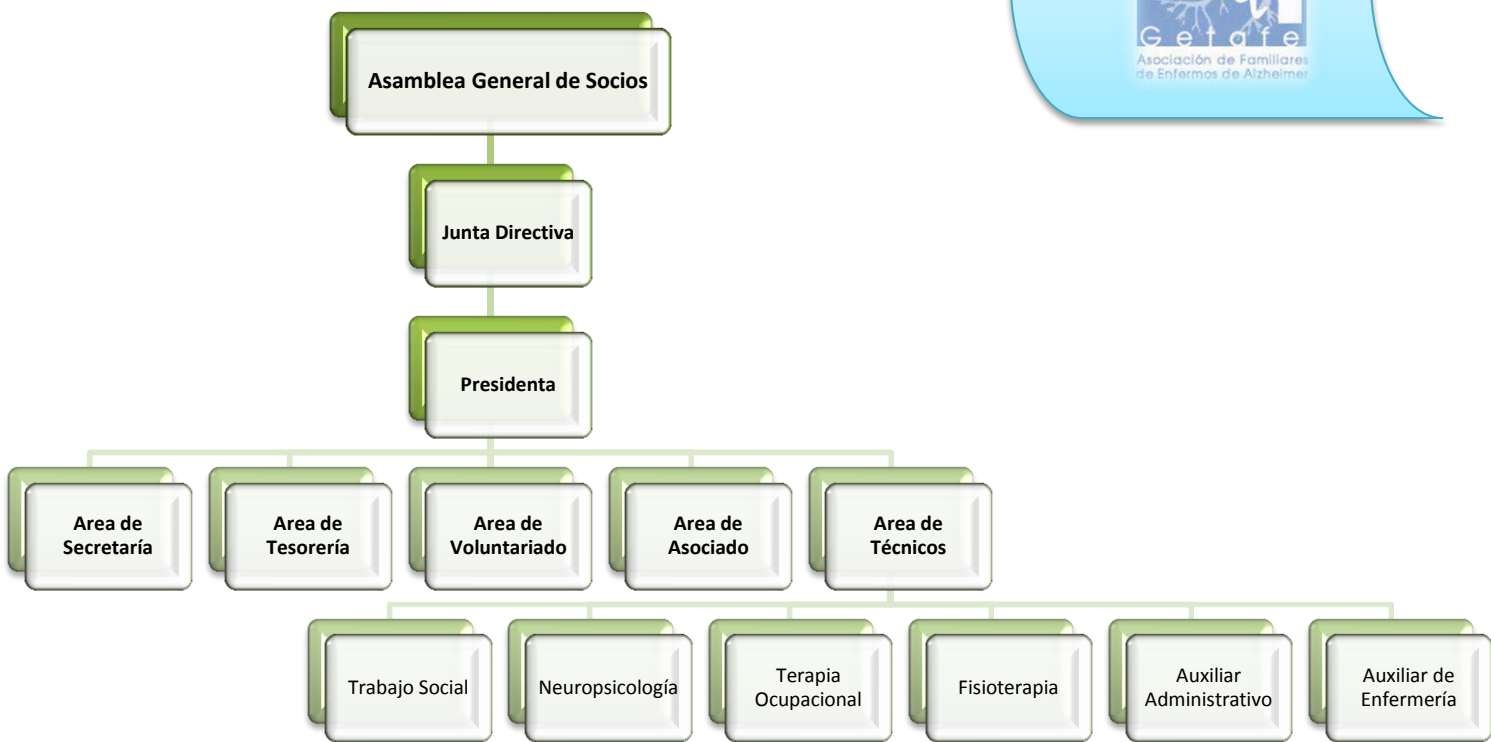 Getafe
Asociación de Familiares
de Enfermos de Alzheimer
Asamblea General de Socios
Junta Directiva
Presidenta
Area de
Secretaría
Area de
Tesorería
Area de
Voluntariado
Area de
Asociado
Area de
Técnicos
Trabajo Social
Neuropsicología
Terapia
Ocupacional
Fisioterapia
Auxiliar
Administrativo
Auxiliar de
Enfermería